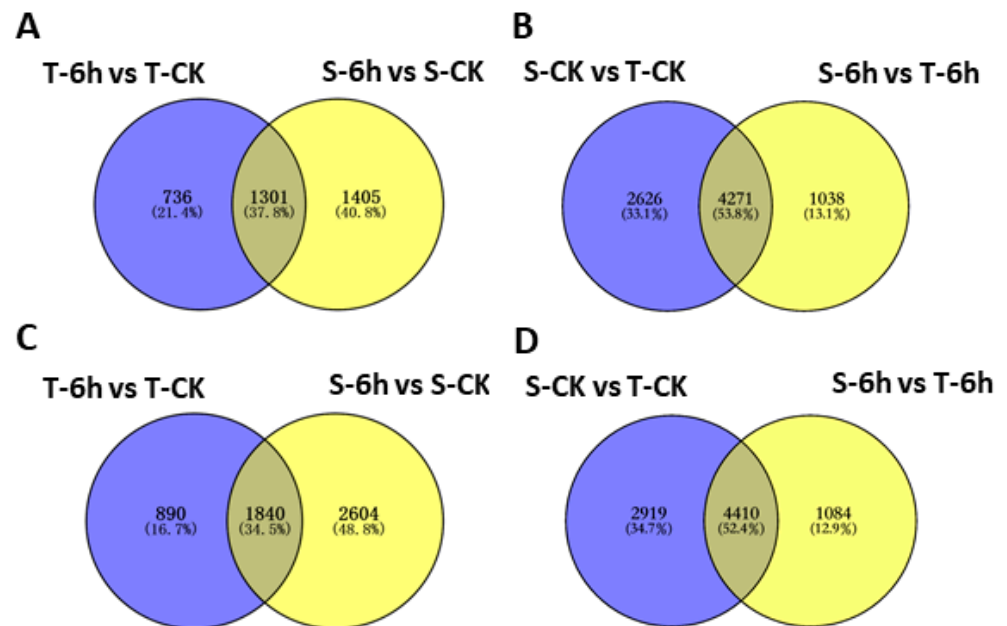 A
T-6h vs T-CK
S-6h vs S-CK
736
(21.4%)
1301
(37.8%)
1405
(40.8%)
B
S-CK vs T-CK
S-6h vs T-6h
2626
(33.1%)
4271
(53.8%)
1038
(13.1%)
C
T-6h vs T-CK
S-6h vs S-CK
890
(16.7%)
1840
(34.5%)
2604
(48.8%)
D
S-CK vs T-CK
S-6h vs T-6h
2919
(34.7%)
4410
(52.4%)
1084
(12.9%)